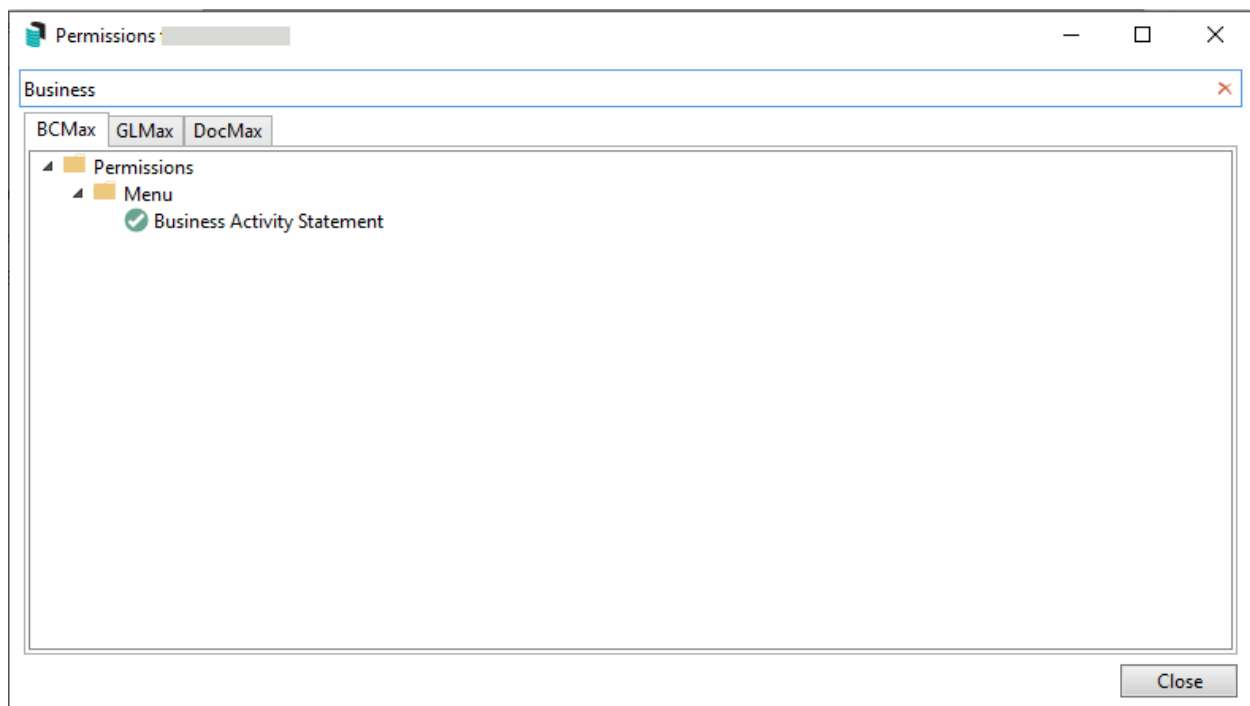 Permissions
Business
BCMax GLMax DocMax
Permissions
Menu
Business Activity Statement
Close